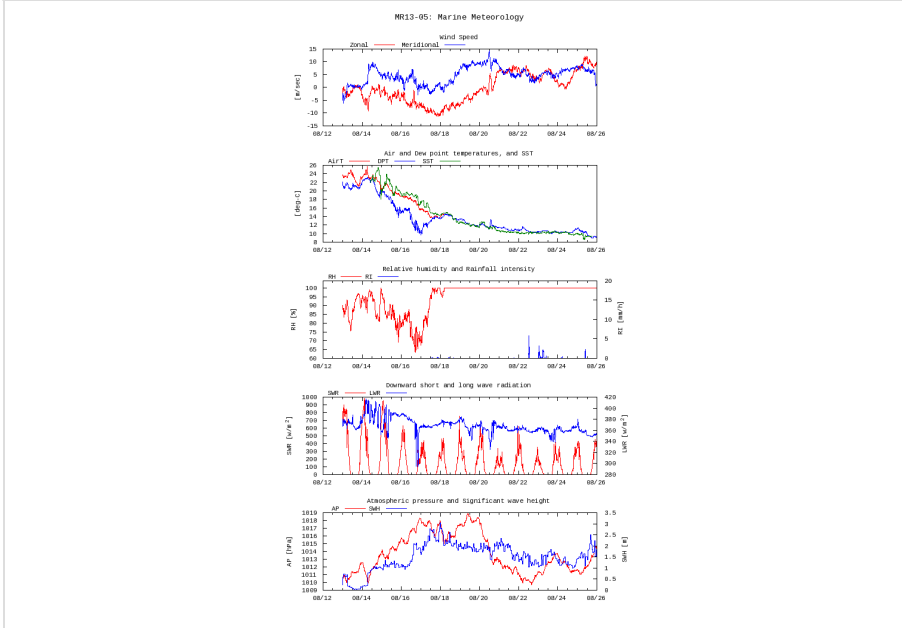 MR13-05: Marine Meteorology
Wind Speed
Zonal Meridional
15
10
5
0
-5
-10
-15
[m/sec]
08/12 08/14 08/16 08/18 08/20 08/22 08/24 08/26
Air and Dew point temperatures, and SST
AirT DPT SST
26
24
22
20
18
16
14
12
10
8
[deg-C]
08/12 08/14 08/16 08/18 08/20 08/22 08/24 08/26
Relative humidity and Rainfall intensity
RH RI
100
95
90
85
80
75
70
65
60
RH [%]
20
15
10
5
0
RI [mm/h]
08/12 08/14 08/16 08/18 08/20 08/22 08/24 08/26
Downward short and long wave radiation
SWR LWR
1000
900
800
700
600
500
400
300
200
100
0
SWR [w/m²]
420
400
380
360
340
320
300
280
LWR [w/m²]
08/12 08/14 08/16 08/18 08/20 08/22 08/24 08/26
Atmospheric pressure and Significant wave height
AP SWH
1019
1018
1017
1016
1015
1014
1013
1012
1011
1010
1009
AP [hPa]
3.5
3
2.5
2
1.5
1
0.5
0
SWH [m]
08/12 08/14 08/16 08/18 08/20 08/22 08/24 08/26